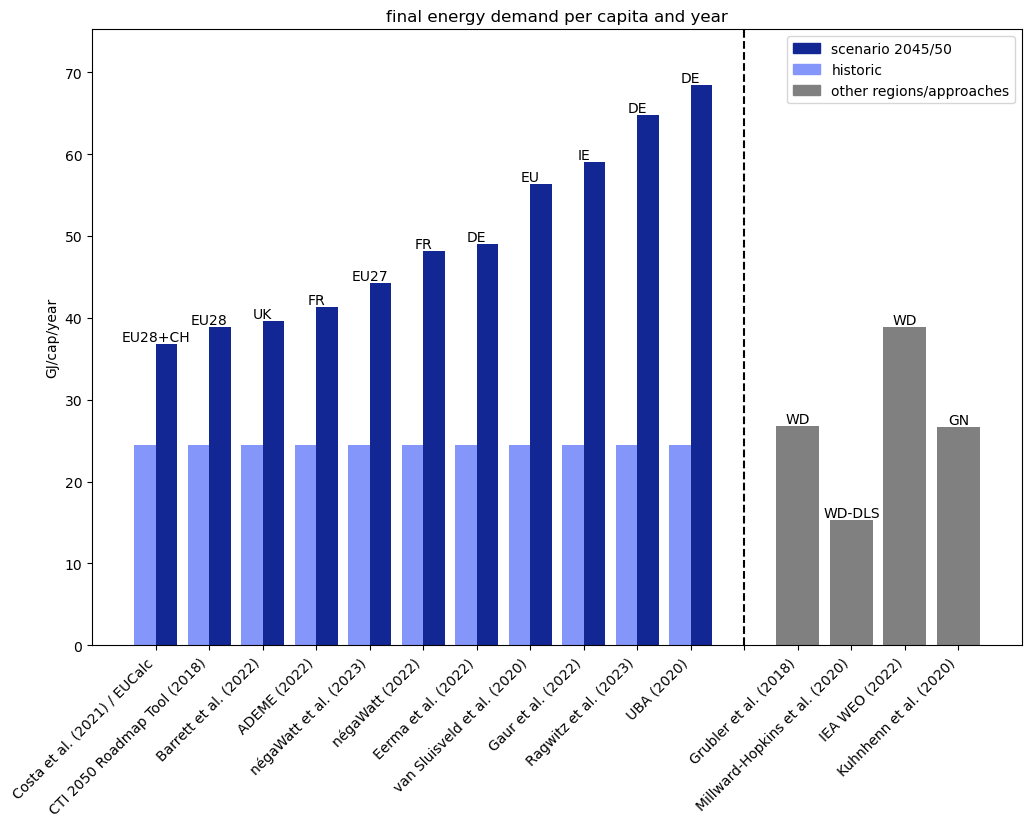 final energy demand per capita and year
scenario 2045/50
historic
other regions/approaches
GJ/cap/year
70
60
50
40
30
20
10
0
EU28+CH
EU28
UK
FR
EU27
FR
DE
EU
IE
DE
DE
WD
WD-DLS
WD
GN
Costa et al. (2021) / EUCalc
CTI 2050 Roadmap Tool (2018)
Barrett et al. (2022)
ADEME (2022)
négaWatt et al. (2023)
négaWatt (2022)
Eerma et al. (2022)
van Sluisveld et al. (2020)
Gaur et al. (2022)
Ragwitz et al. (2023)
UBA (2020)
Grubler et al. (2018)
Millward-Hopkins et al. (2020)
IEA WEO (2022)
Kuhnhenn et al. (2020)